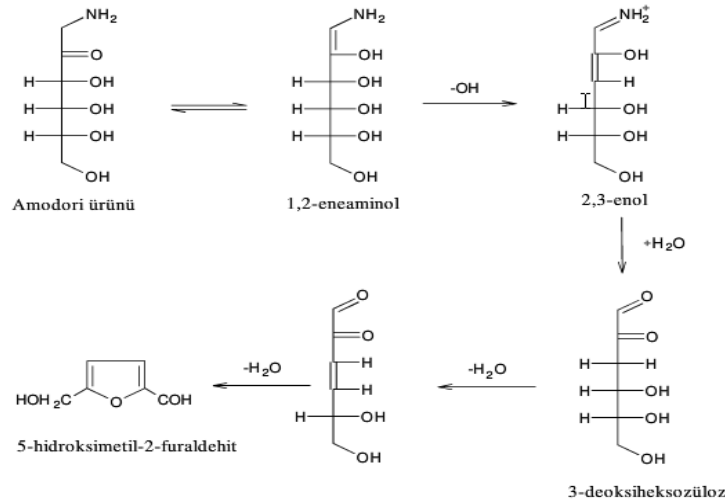 NH₂
O
H OH
H OH
H OH
OH
Amodori ürünü
NH₂
OH
H OH
H OH
H OH
OH
1,2-eneaminol
-OH
NH₂⁺
OH
H
H OH
H OH
OH
2,3-enol
+H₂O
O
O
H H
H OH
H OH
OH
3-deoksiheksozüloz
-H₂O
O
O
H
H
H OH
OH
-H₂O
HOH₂C O COH
5-hidroksimetil-2-furaldehit